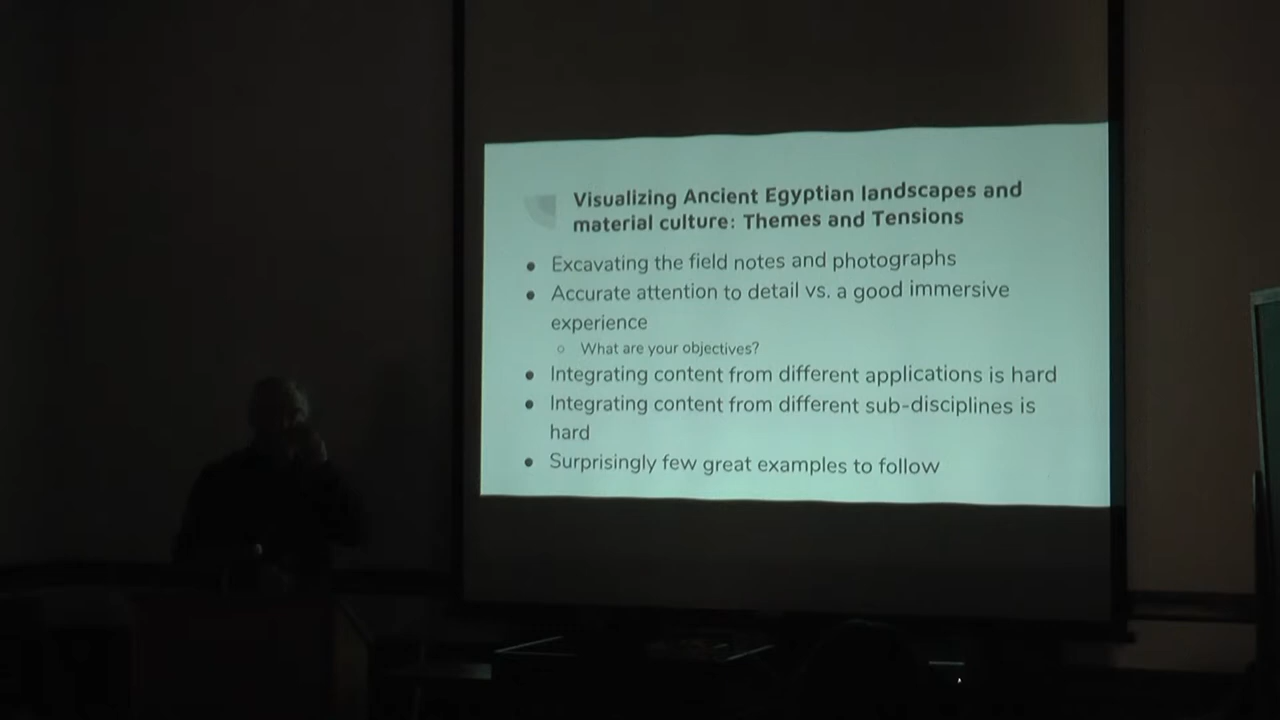 Visualizing Ancient Egyptian landscapes and
material culture: Themes and Tensions
● Excavating the field notes and photographs
● Accurate attention to detail vs. a good immersive
experience
○ What are your objectives?
● Integrating content from different applications is hard
● Integrating content from different sub-disciplines is
hard
● Surprisingly few great examples to follow